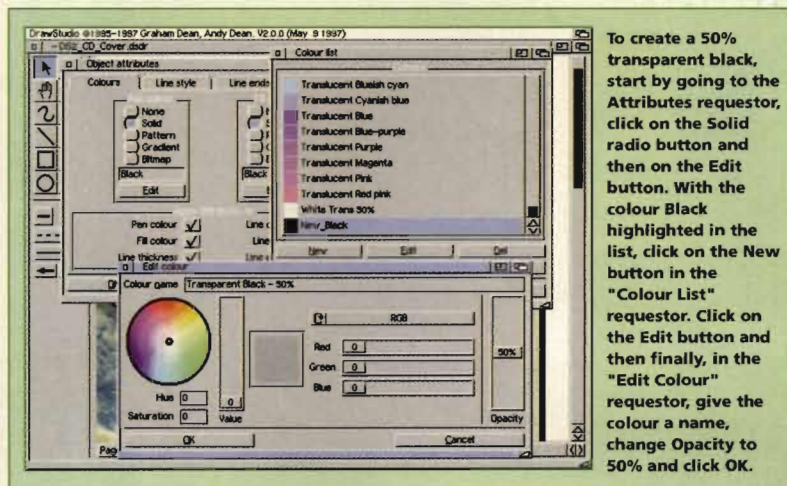 DrawStudio ©1995-1997 Graham Dean, Andy Dean. V2.0.0 (May 9 1997)
DS2_CD_Cover.dsdr
Object attributes
Colours
Line style
Line ends
None
Solid
Pattern
Gradient
Bitmap
Black
Edit
Black
Pen colour
Fill colour
Line thickness
Line
Colour list
Translucent Blueish cyan
Translucent Cyanish blue
Translucent Blue
Translucent Blue-purple
Translucent Purple
Translucent Magenta
Translucent Pink
Translucent Red pink
White Trans 50%
New_Black
New
Edit
Del
Edit colour
Colour name
Transparent Black - 50%
RGB
Red 0
Green 0
Blue 0
Hue 0
Saturation 0
0
Value
50%
Opacity
OK
Cancel
To create a 50%
transparent black,
start by going to the
Attributes requestor,
click on the Solid
radio button and
then on the Edit
button. With the
colour Black
highlighted in the
list, click on the New
button in the
"Colour List"
requestor. Click on
the Edit button and
then finally, in the
"Edit Colour"
requestor, give the
colour a name,
change Opacity to
50% and click OK.